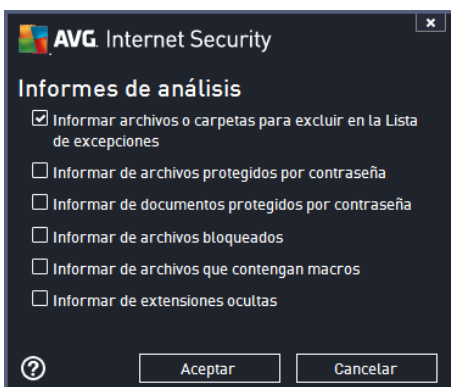 AVG. Internet Security
x
Informes de análisis
Informar archivos o carpetas para excluir en la Lista
de excepciones
Informar de archivos protegidos por contraseña
Informar de documentos protegidos por contraseña
Informar de archivos bloqueados
Informar de archivos que contengan macros
Informar de extensiones ocultas
? Aceptar Cancelar